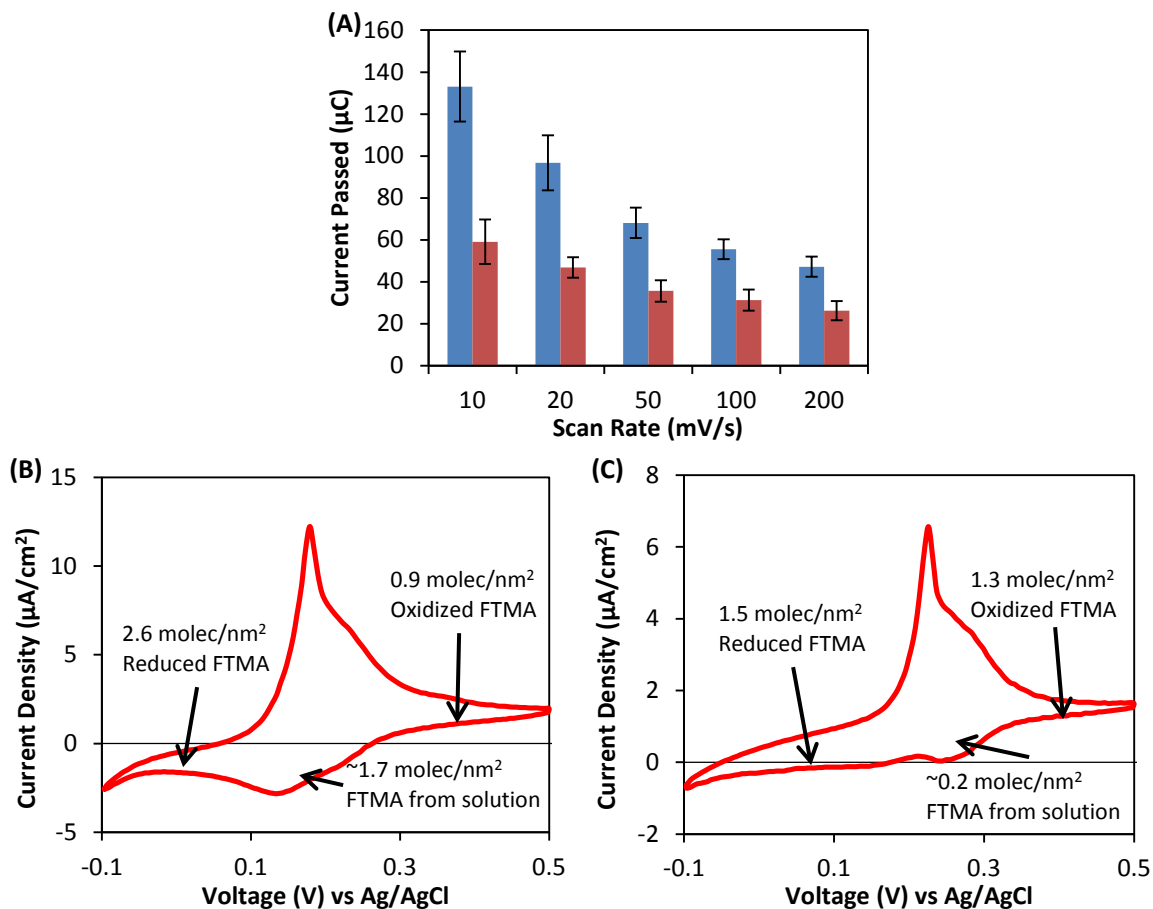 (A)
Current Passed (µC)
160
140
120
100
80
60
40
20
0
10 20 50 100 200
Scan Rate (mV/s)
(B)
Current Density (µA/cm²)
15
10
5
0
-5
2.6 molec/nm²
Reduced FTMA
0.9 molec/nm²
Oxidized FTMA
~1.7 molec/nm²
FTMA from solution
-0.1 0.1 0.3 0.5
Voltage (V) vs Ag/AgCl
(C)
Current Density (µA/cm²)
8
6
4
2
0
-2
1.5 molec/nm²
Reduced FTMA
1.3 molec/nm²
Oxidized FTMA
~0.2 molec/nm²
FTMA from solution
-0.1 0.1 0.3 0.5
Voltage (V) vs Ag/AgCl